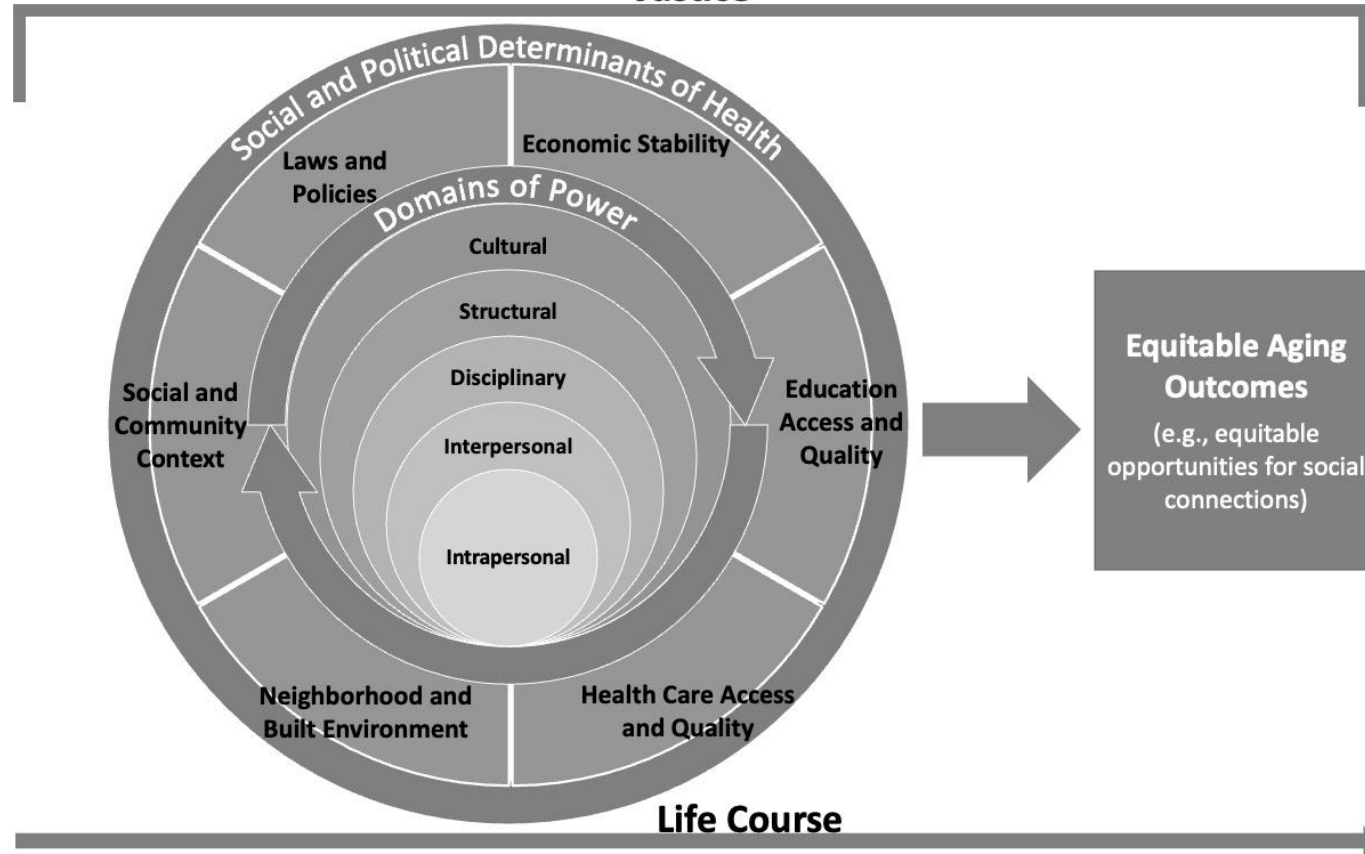 Social and Political Determinants of Health
Laws and
Policies
Economic Stability
Domains of Power
Cultural
Structural
Disciplinary
Interpersonal
Intrapersonal
Social and
Community
Context
Education
Access and
Quality
Neighborhood and
Built Environment
Health Care Access
and Quality
Equitable Aging
Outcomes
(e.g., equitable
opportunities for social
connections)
Life Course